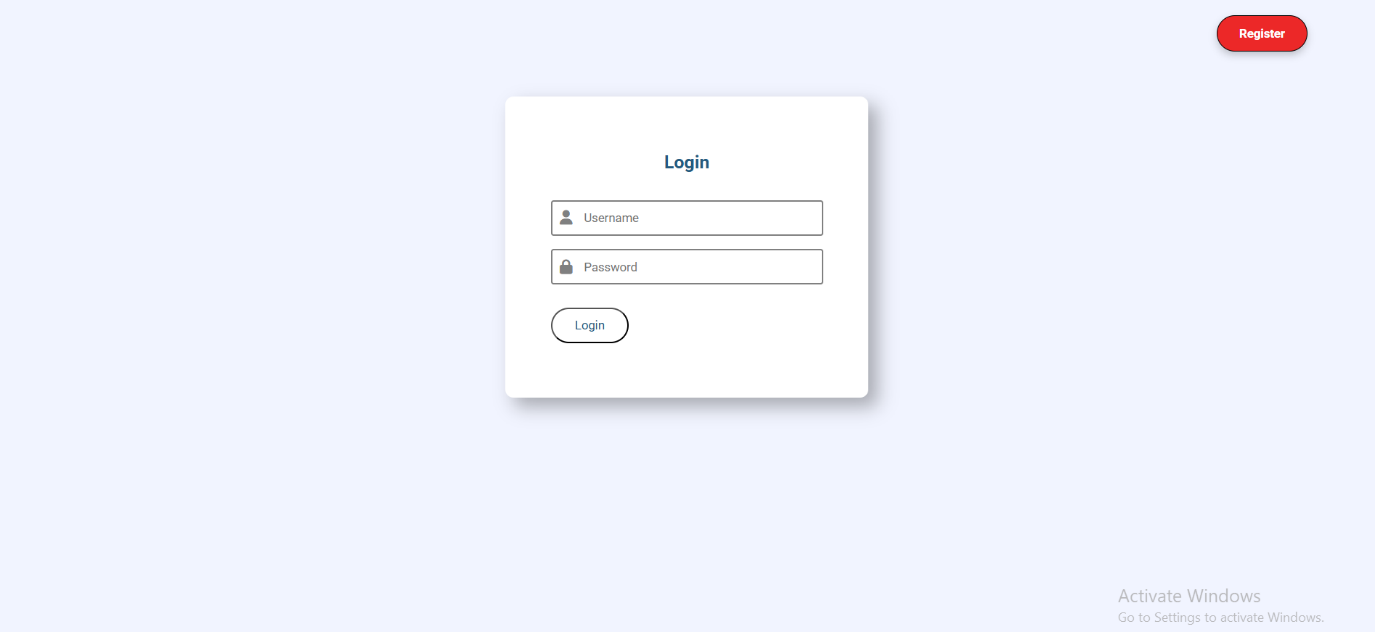 Register
Login
Username
Password
Login
Activate Windows
Go to Settings to activate Windows.